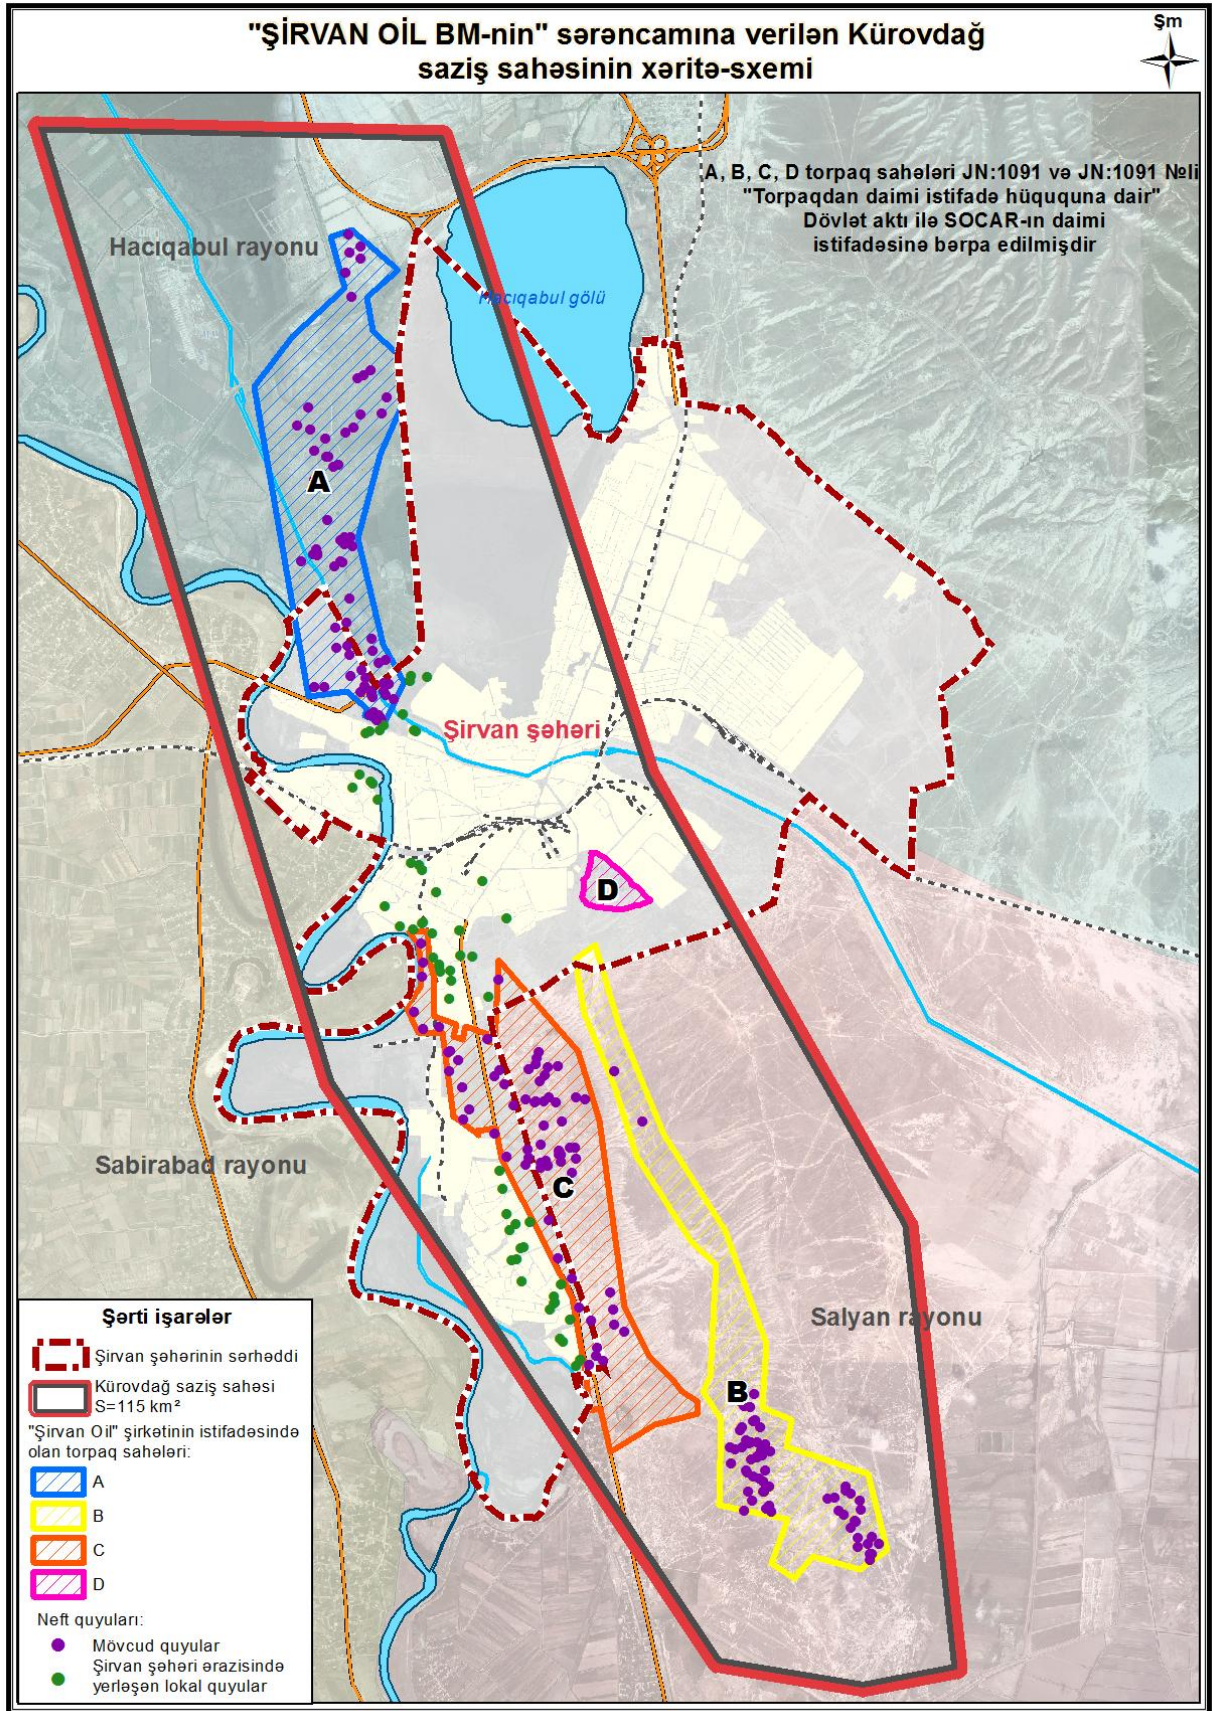 "ŞİRVAN OİL BM-nin" sərəncamına verilən Kürovdağ
saziş sahəsinin xəritə-sxemi
Şm
A, B, C, D torpaq sahələri JN:1091 və JN:1091 №li
"Torpaqdan daimi istifadə hüququna dair"
Dövlət aktı ilə SOCAR-ın daimi
istifadəsinə bərpa edilmişdir
Hacıqabul rayonu
Hacıqabul gölü
A
Şirvan şəhəri
D
Sabirabad rayonu
C
Salyan rayonu
B
Şərti işarələr
Şirvan şəhərinin sərhəddi
Kürovdağ saziş sahəsi
S=115 km²
"Şirvan Oil" şirkətinin istifadəsində
olan torpaq sahələri:
A
B
C
D
Neft quyuları:
Mövcud quyular
Şirvan şəhəri ərazisində
yerləşən lokal quyular